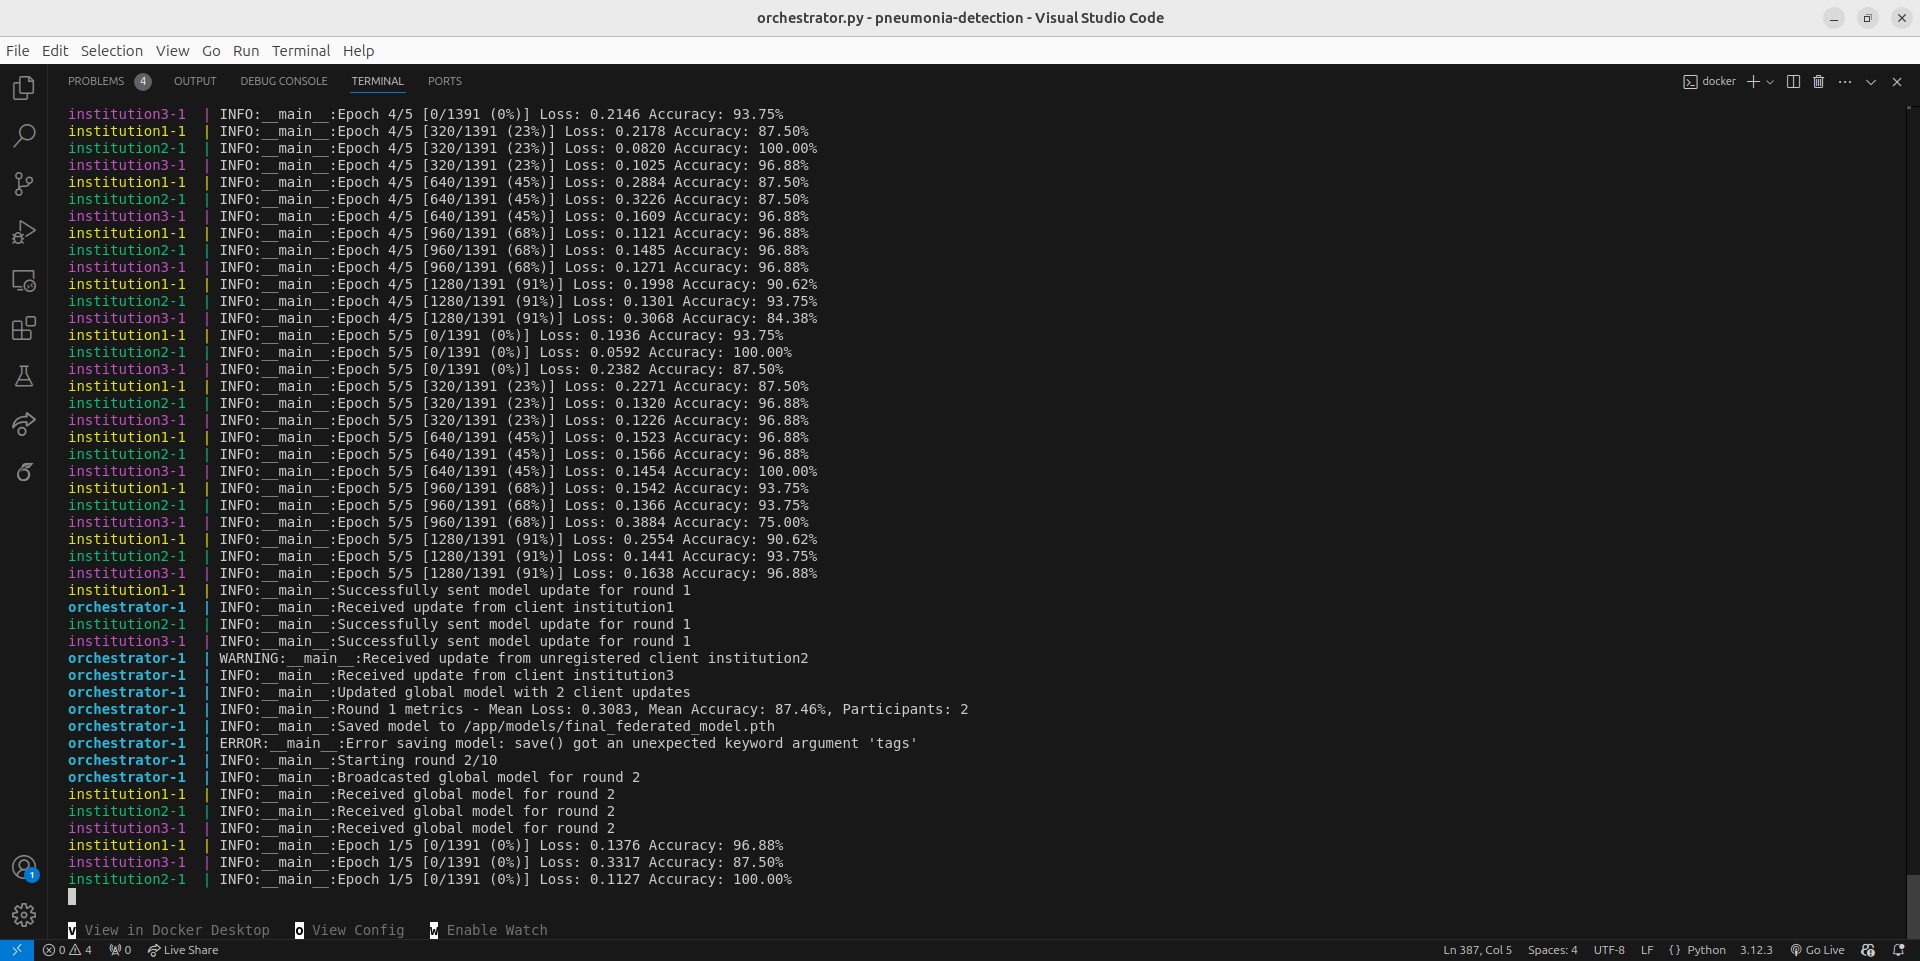 orchestrator.py - pneumonia-detection - Visual Studio Code
File Edit Selection View Go Run Terminal Help
PROBLEMS 4 OUTPUT DEBUG CONSOLE TERMINAL PORTS docker
institution3-1 | INFO:__main__:Epoch 4/5 [0/1391 (0%)] Loss: 0.2146 Accuracy: 93.75%
institution1-1 | INFO:__main__:Epoch 4/5 [320/1391 (23%)] Loss: 0.2178 Accuracy: 87.50%
institution2-1 | INFO:__main__:Epoch 4/5 [320/1391 (23%)] Loss: 0.0820 Accuracy: 100.00%
institution3-1 | INFO:__main__:Epoch 4/5 [320/1391 (23%)] Loss: 0.1025 Accuracy: 96.88%
institution1-1 | INFO:__main__:Epoch 4/5 [640/1391 (45%)] Loss: 0.2884 Accuracy: 87.50%
institution2-1 | INFO:__main__:Epoch 4/5 [640/1391 (45%)] Loss: 0.3226 Accuracy: 87.50%
institution3-1 | INFO:__main__:Epoch 4/5 [640/1391 (45%)] Loss: 0.1609 Accuracy: 96.88%
institution1-1 | INFO:__main__:Epoch 4/5 [960/1391 (68%)] Loss: 0.1121 Accuracy: 96.88%
institution2-1 | INFO:__main__:Epoch 4/5 [960/1391 (68%)] Loss: 0.1485 Accuracy: 96.88%
institution3-1 | INFO:__main__:Epoch 4/5 [960/1391 (68%)] Loss: 0.1271 Accuracy: 96.88%
institution1-1 | INFO:__main__:Epoch 4/5 [1280/1391 (91%)] Loss: 0.1998 Accuracy: 90.62%
institution2-1 | INFO:__main__:Epoch 4/5 [1280/1391 (91%)] Loss: 0.1301 Accuracy: 93.75%
institution3-1 | INFO:__main__:Epoch 4/5 [1280/1391 (91%)] Loss: 0.3068 Accuracy: 84.38%
institution1-1 | INFO:__main__:Epoch 5/5 [0/1391 (0%)] Loss: 0.1936 Accuracy: 93.75%
institution2-1 | INFO:__main__:Epoch 5/5 [0/1391 (0%)] Loss: 0.0592 Accuracy: 100.00%
institution3-1 | INFO:__main__:Epoch 5/5 [0/1391 (0%)] Loss: 0.2382 Accuracy: 87.50%
institution1-1 | INFO:__main__:Epoch 5/5 [320/1391 (23%)] Loss: 0.2271 Accuracy: 87.50%
institution2-1 | INFO:__main__:Epoch 5/5 [320/1391 (23%)] Loss: 0.1320 Accuracy: 96.88%
institution3-1 | INFO:__main__:Epoch 5/5 [320/1391 (23%)] Loss: 0.1226 Accuracy: 96.88%
institution1-1 | INFO:__main__:Epoch 5/5 [640/1391 (45%)] Loss: 0.1523 Accuracy: 96.88%
institution2-1 | INFO:__main__:Epoch 5/5 [640/1391 (45%)] Loss: 0.1566 Accuracy: 96.88%
institution3-1 | INFO:__main__:Epoch 5/5 [640/1391 (45%)] Loss: 0.1454 Accuracy: 100.00%
institution1-1 | INFO:__main__:Epoch 5/5 [960/1391 (68%)] Loss: 0.1542 Accuracy: 93.75%
institution2-1 | INFO:__main__:Epoch 5/5 [960/1391 (68%)] Loss: 0.1366 Accuracy: 93.75%
institution3-1 | INFO:__main__:Epoch 5/5 [960/1391 (68%)] Loss: 0.3884 Accuracy: 75.00%
institution1-1 | INFO:__main__:Epoch 5/5 [1280/1391 (91%)] Loss: 0.2554 Accuracy: 90.62%
institution2-1 | INFO:__main__:Epoch 5/5 [1280/1391 (91%)] Loss: 0.1441 Accuracy: 93.75%
institution3-1 | INFO:__main__:Epoch 5/5 [1280/1391 (91%)] Loss: 0.1638 Accuracy: 96.88%
institution1-1 | INFO:__main__:Successfully sent model update for round 1
orchestrator-1 | INFO:__main__:Received update from client institution1
institution2-1 | INFO:__main__:Successfully sent model update for round 1
institution3-1 | INFO:__main__:Successfully sent model update for round 1
orchestrator-1 | WARNING:__main__:Received update from unregistered client institution2
orchestrator-1 | INFO:__main__:Received update from client institution3
orchestrator-1 | INFO:__main__:Updated global model with 2 client updates
orchestrator-1 | INFO:__main__:Round 1 metrics - Mean Loss: 0.3083, Mean Accuracy: 87.46%, Participants: 2
orchestrator-1 | INFO:__main__:Saved model to /app/models/final_federated_model.pth
orchestrator-1 | ERROR:__main__:Error saving model: save() got an unexpected keyword argument 'tags'
orchestrator-1 | INFO:__main__:Starting round 2/10
orchestrator-1 | INFO:__main__:Broadcasted global model for round 2
institution1-1 | INFO:__main__:Received global model for round 2
institution2-1 | INFO:__main__:Received global model for round 2
institution3-1 | INFO:__main__:Received global model for round 2
institution1-1 | INFO:__main__:Epoch 1/5 [0/1391 (0%)] Loss: 0.1376 Accuracy: 96.88%
institution3-1 | INFO:__main__:Epoch 1/5 [0/1391 (0%)] Loss: 0.3317 Accuracy: 87.50%
institution2-1 | INFO:__main__:Epoch 1/5 [0/1391 (0%)] Loss: 0.1127 Accuracy: 100.00%
1
v View in Docker Desktop o View Config w Enable Watch
0 4 0 Live Share Ln 387, Col 5 Spaces: 4 UTF-8 LF {} Python 3.12.3 Go Live